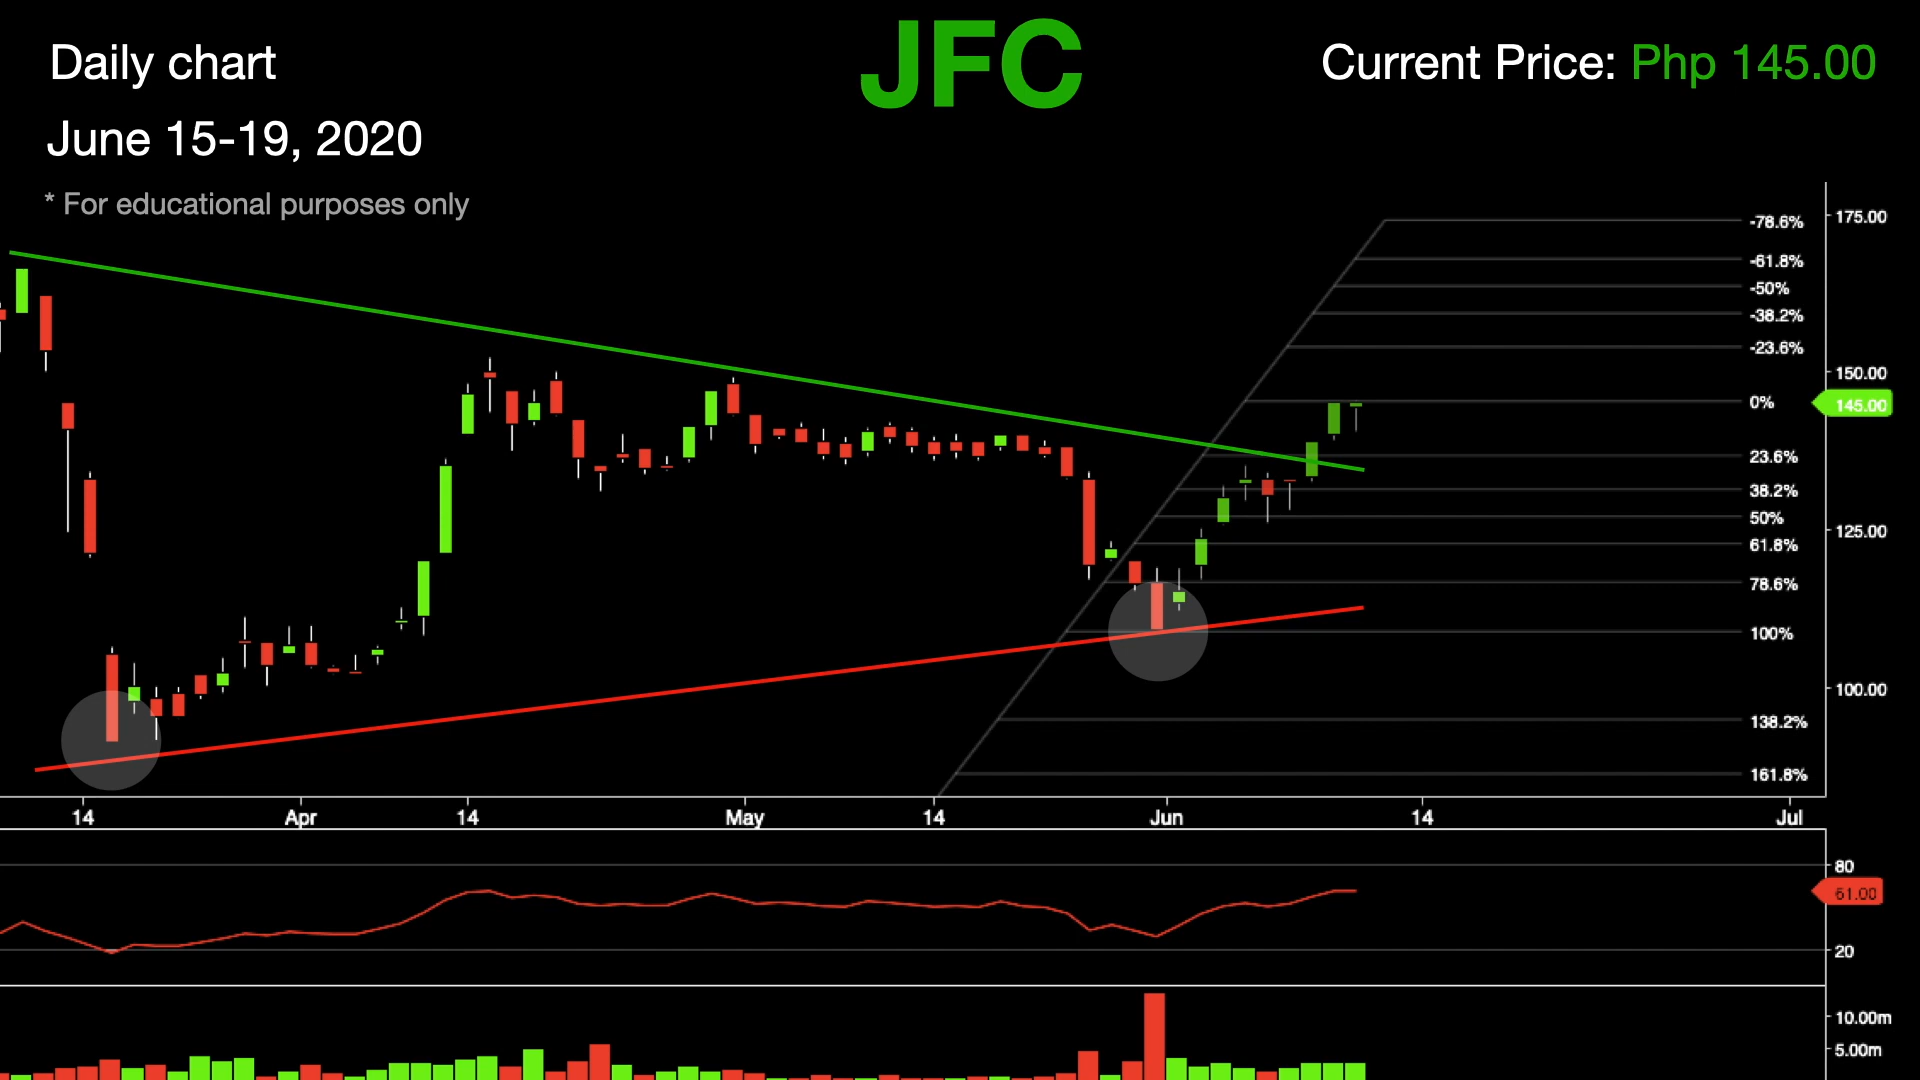 Daily chart
JFC
Current Price: Php 145.00
June 15-19, 2020
* For educational purposes only
175.00
-78.6%
-61.8%
-50%
-38.2%
-23.6%
150.00
0%
145.00
23.6%
38.2%
50%
125.00
61.8%
78.6%
100%
100.00
138.2%
161.8%
14 Apr 14 May 14 Jun 14 Jul
80
61.00
20
10.00m
5.00m